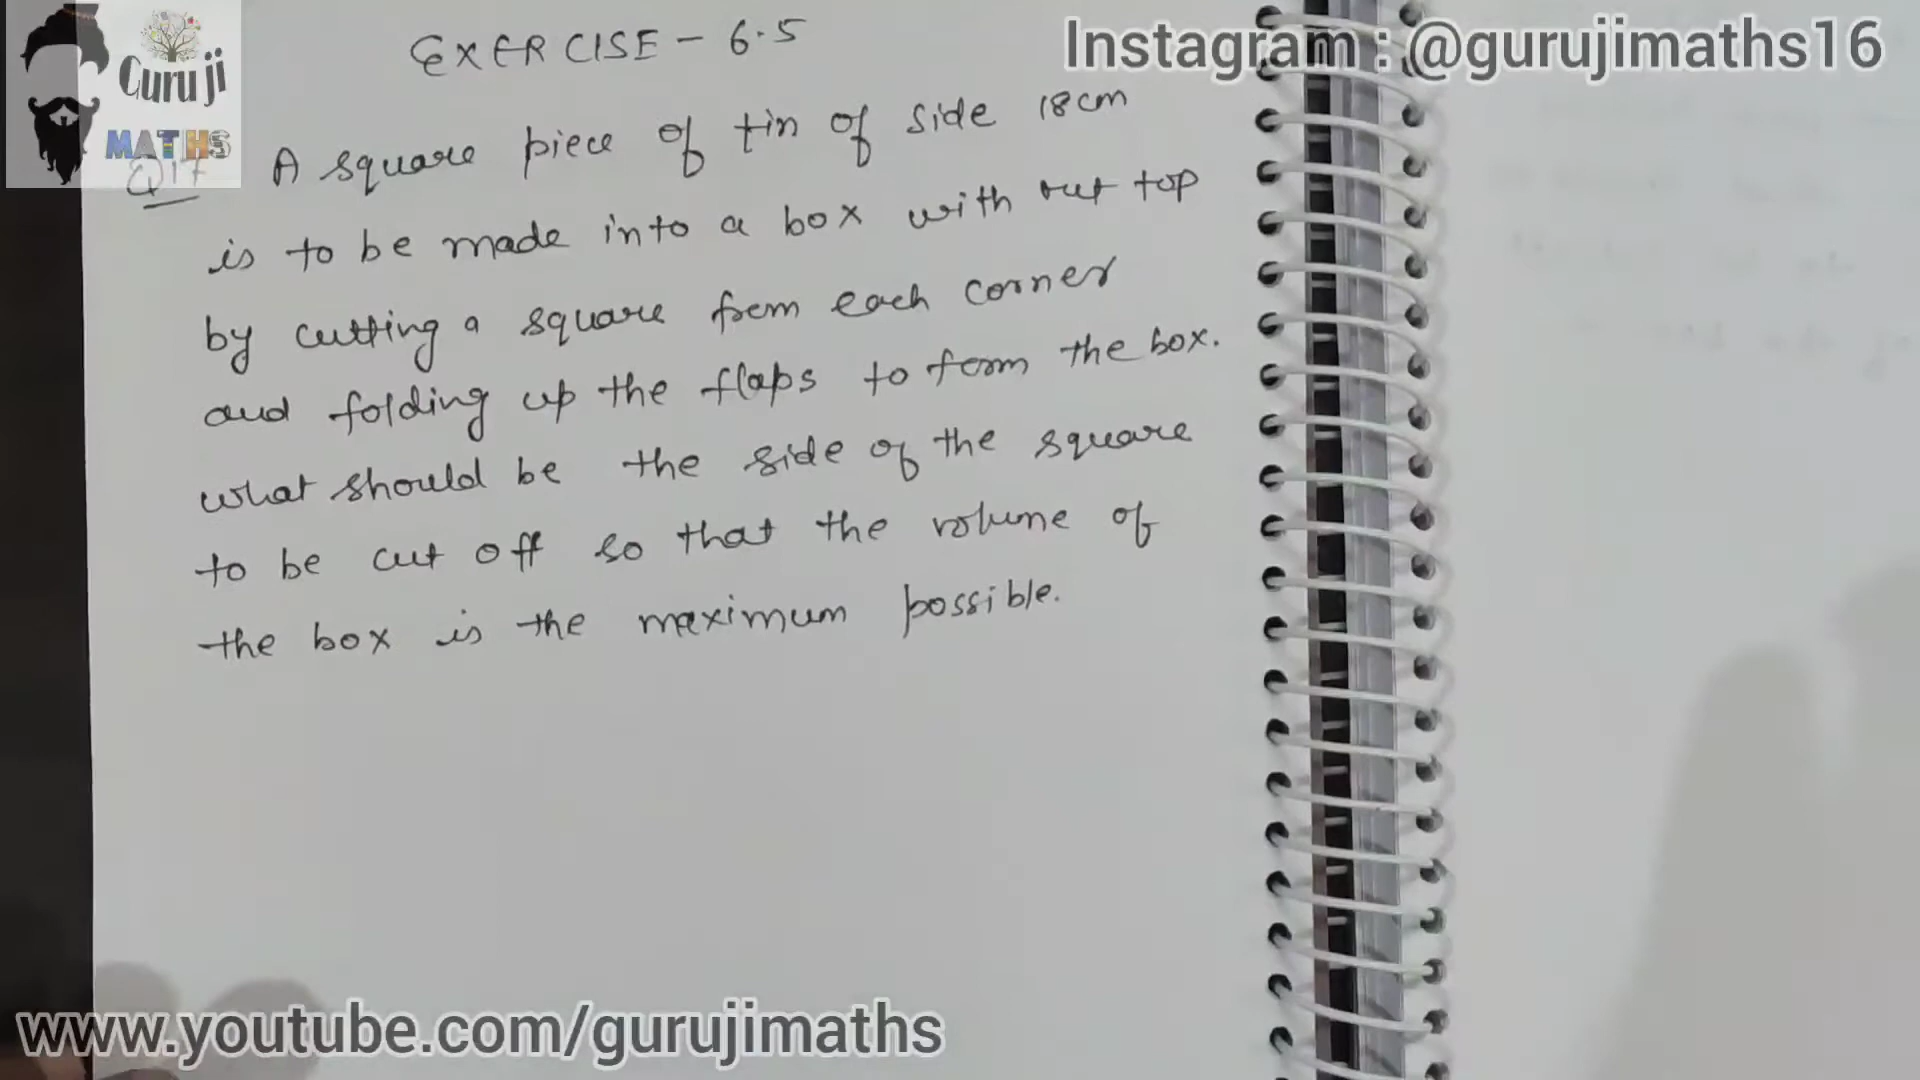 EXERCISE - 6.5
Instagram : @gurujimaths16
Guru ji
MATHS
Q17 A square piece of tin of side 18cm
is to be made into a box with out top
by cutting a square from each corner
and folding up the flaps to form the box.
what should be the side of the square
to be cut off so that the volume of
the box is the maximum possible.
www.youtube.com/gurujimaths